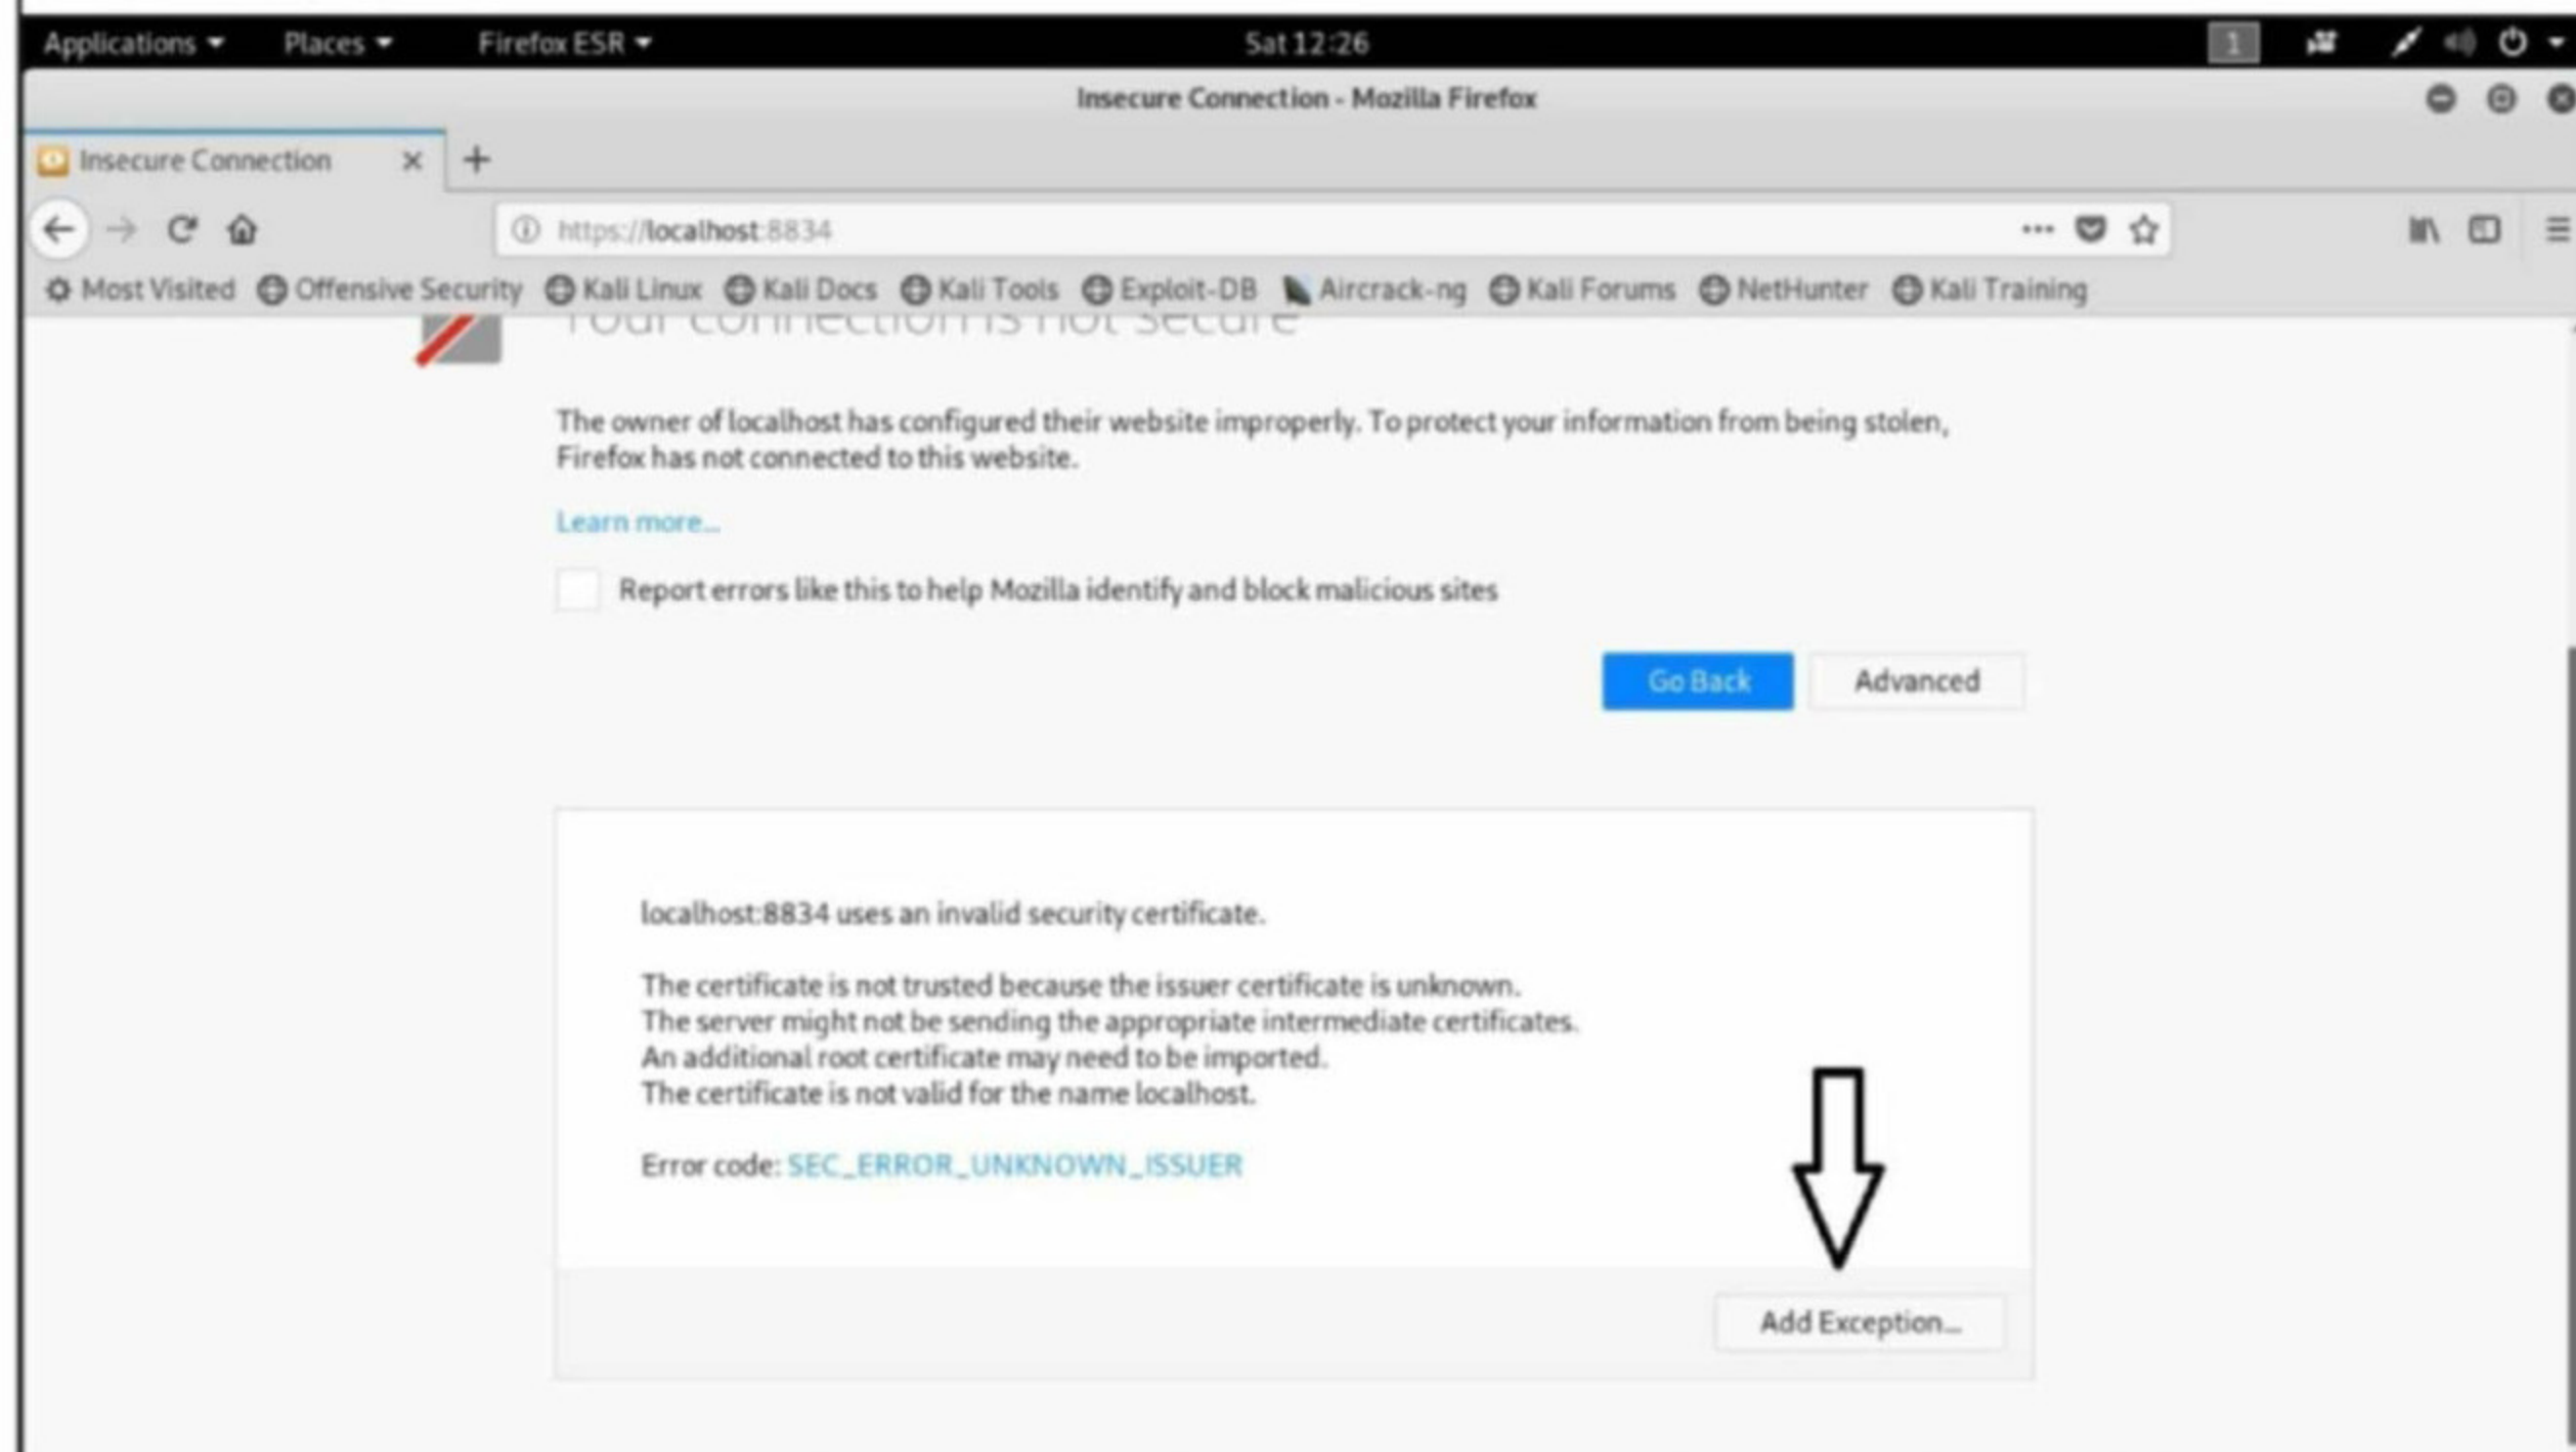 Applications Places Firefox ESR Sat 12:26 1
Insecure Connection - Mozilla Firefox
Insecure Connection
https://localhost:8834
Most Visited Offensive Security Kali Linux Kali Docs Kali Tools Exploit-DB Aircrack-ng Kali Forums NetHunter Kali Training
Your connection is not secure
The owner of localhost has configured their website improperly. To protect your information from being stolen,
Firefox has not connected to this website.
Learn more...
Report errors like this to help Mozilla identify and block malicious sites
Go Back Advanced
localhost:8834 uses an invalid security certificate.
The certificate is not trusted because the issuer certificate is unknown.
The server might not be sending the appropriate intermediate certificates.
An additional root certificate may need to be imported.
The certificate is not valid for the name localhost.
Error code: SEC_ERROR_UNKNOWN_ISSUER
Add Exception...